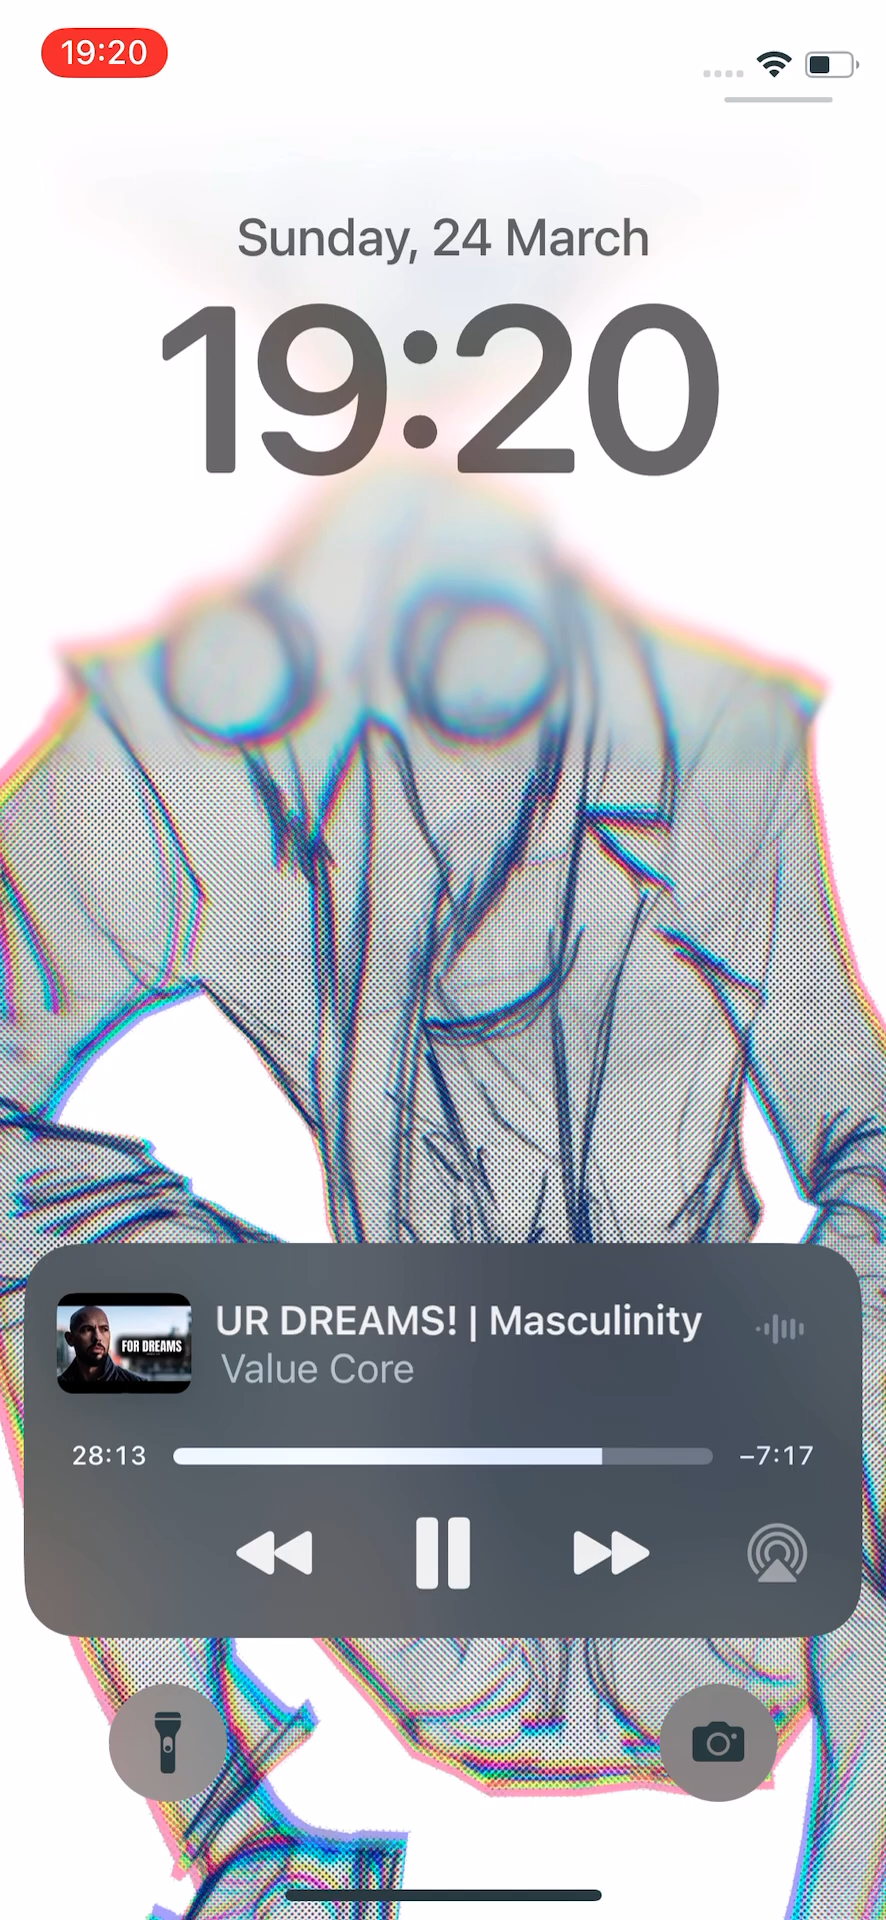 19:20
Sunday, 24 March
19:20
FOR DREAMS
UR DREAMS! | Masculinity
Value Core
28:13
–7:17